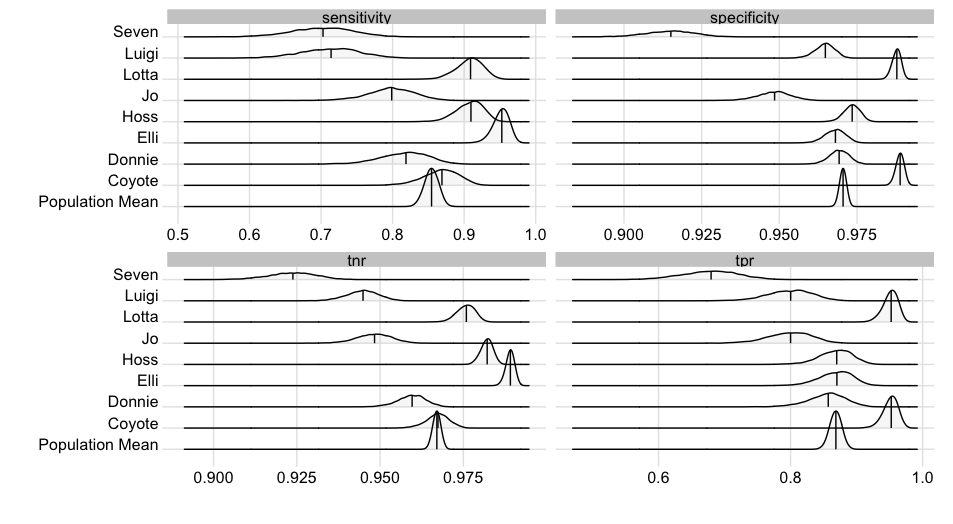 sensitivity
specificity
Seven
Luigi
Lotta
Jo
Hoss
Elli
Donnie
Coyote
Population Mean
0.5 0.6 0.7 0.8 0.9 1.0
0.900 0.925 0.950 0.975
tnr
tpr
Seven
Luigi
Lotta
Jo
Hoss
Elli
Donnie
Coyote
Population Mean
0.900 0.925 0.950 0.975
0.6 0.8 1.0